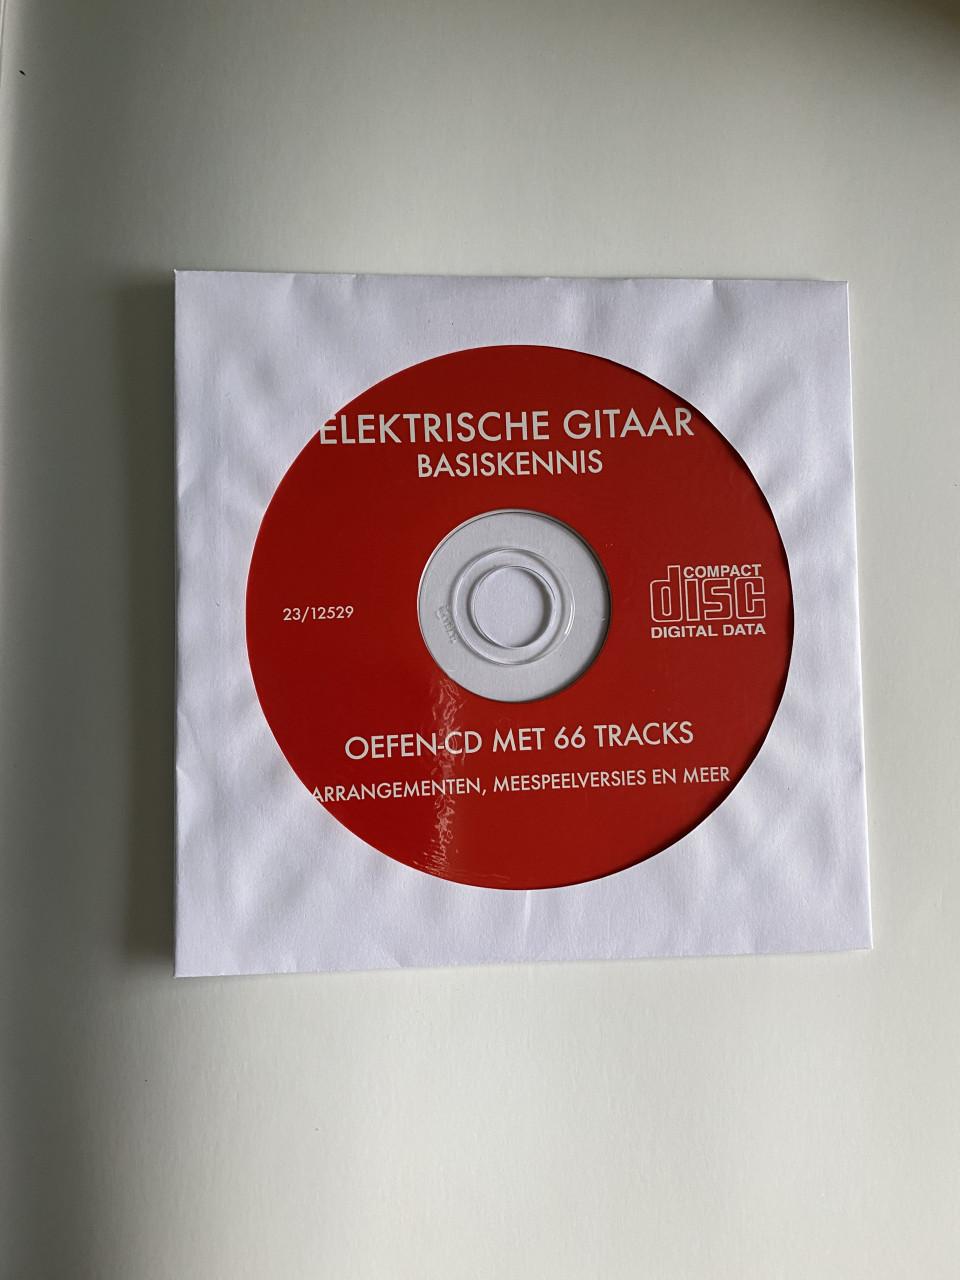 ELEKTRISCHE GITAAR
BASISKENNIS
23/12529
COMPACT
disc
DIGITAL DATA
OEFEN-CD MET 66 TRACKS
ARRANGEMENTEN, MEESPEELVERSIES EN MEER